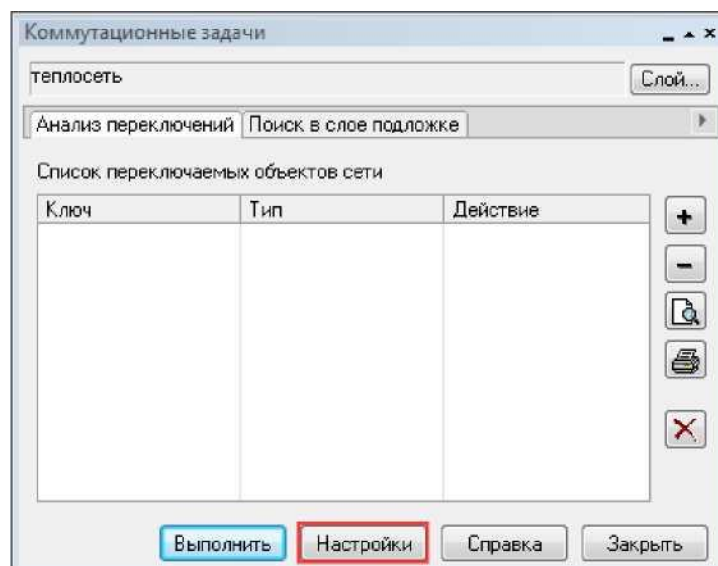 Коммутационные задачи
теплосеть
Слой...
Анализ переключений Поиск в слое подложке
Список переключаемых объектов сети
Ключ Тип Действие
Выполнить Настройки Справка Закрыть